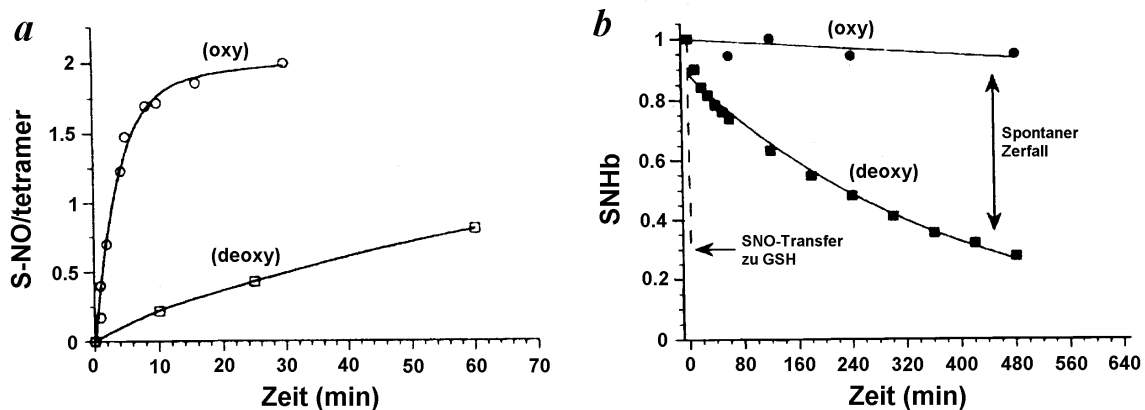 a
(oxy)
(deoxy)
S-NO/tetramer
2
1.5
1
0.5
0
0 10 20 30 40 50 60 70
Zeit (min)
b
(oxy)
(deoxy)
Spontaner
Zerfall
SNO-Transfer
zu GSH
SNHb
1
0.8
0.6
0.4
0.2
0
0 80 160 240 320 400 480 560 640
Zeit (min)